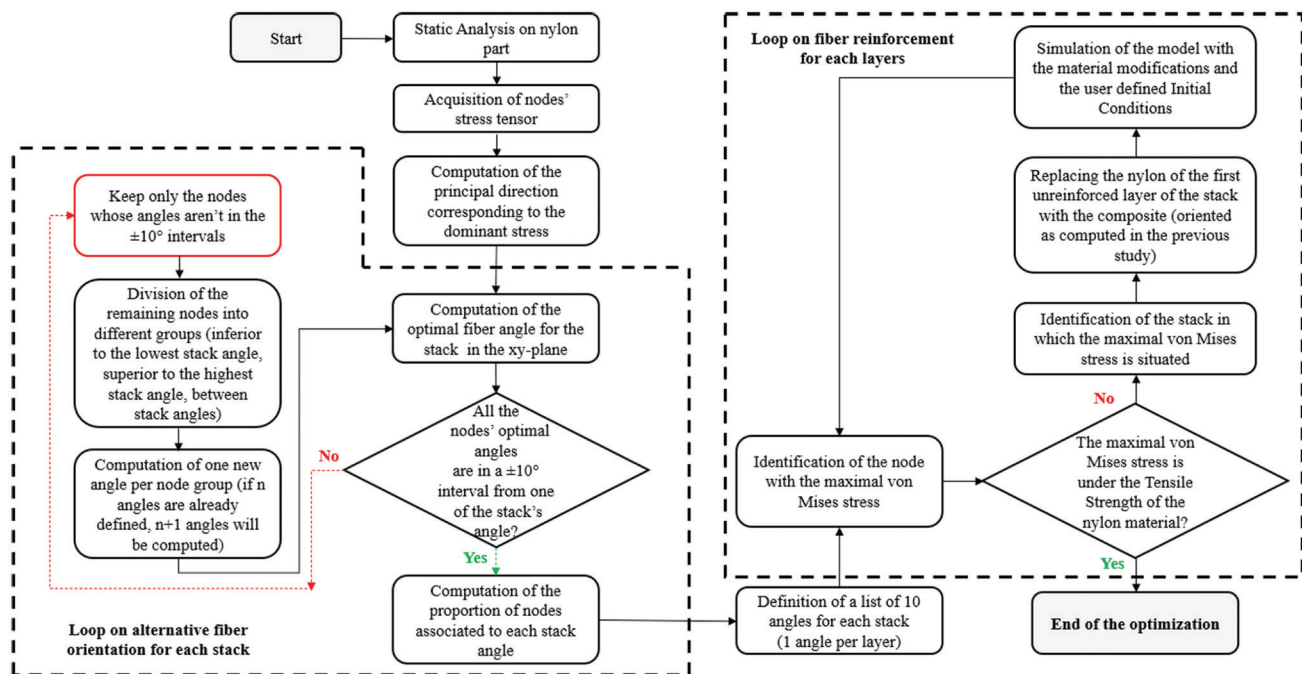 Start
Static Analysis on nylon
part
Acquisition of nodes'
stress tensor
Computation of the
principal direction
corresponding to the
dominant stress
Keep only the nodes
whose angles aren't in the
±10° intervals
Division of the
remaining nodes into
different groups (inferior
to the lowest stack angle,
superior to the highest
stack angle, between
stack angles)
Computation of one new
angle per node group (if n
angles are already
defined, n+1 angles will
be computed)
Computation of the
optimal fiber angle for the
stack in the xy-plane
All the
nodes' optimal
angles
are in a ±10°
interval from one
of the stack's
angle?
No
Yes
Computation of the
proportion of nodes
associated to each stack
angle
Loop on alternative fiber
orientation for each stack
Definition of a list of 10
angles for each stack
(1 angle per layer)
Loop on fiber reinforcement
for each layers
Simulation of the model with
the material modifications and
the user defined Initial
Conditions
Replacing the nylon of the first
unreinforced layer of the stack
with the composite (oriented
as computed in the previous
study)
Identification of the stack in
which the maximal von Mises
stress is situated
No
Identification of the node
with the maximal von
Mises stress
The maximal von
Mises stress is
under the Tensile
Strength of the
nylon material?
Yes
End of the optimization